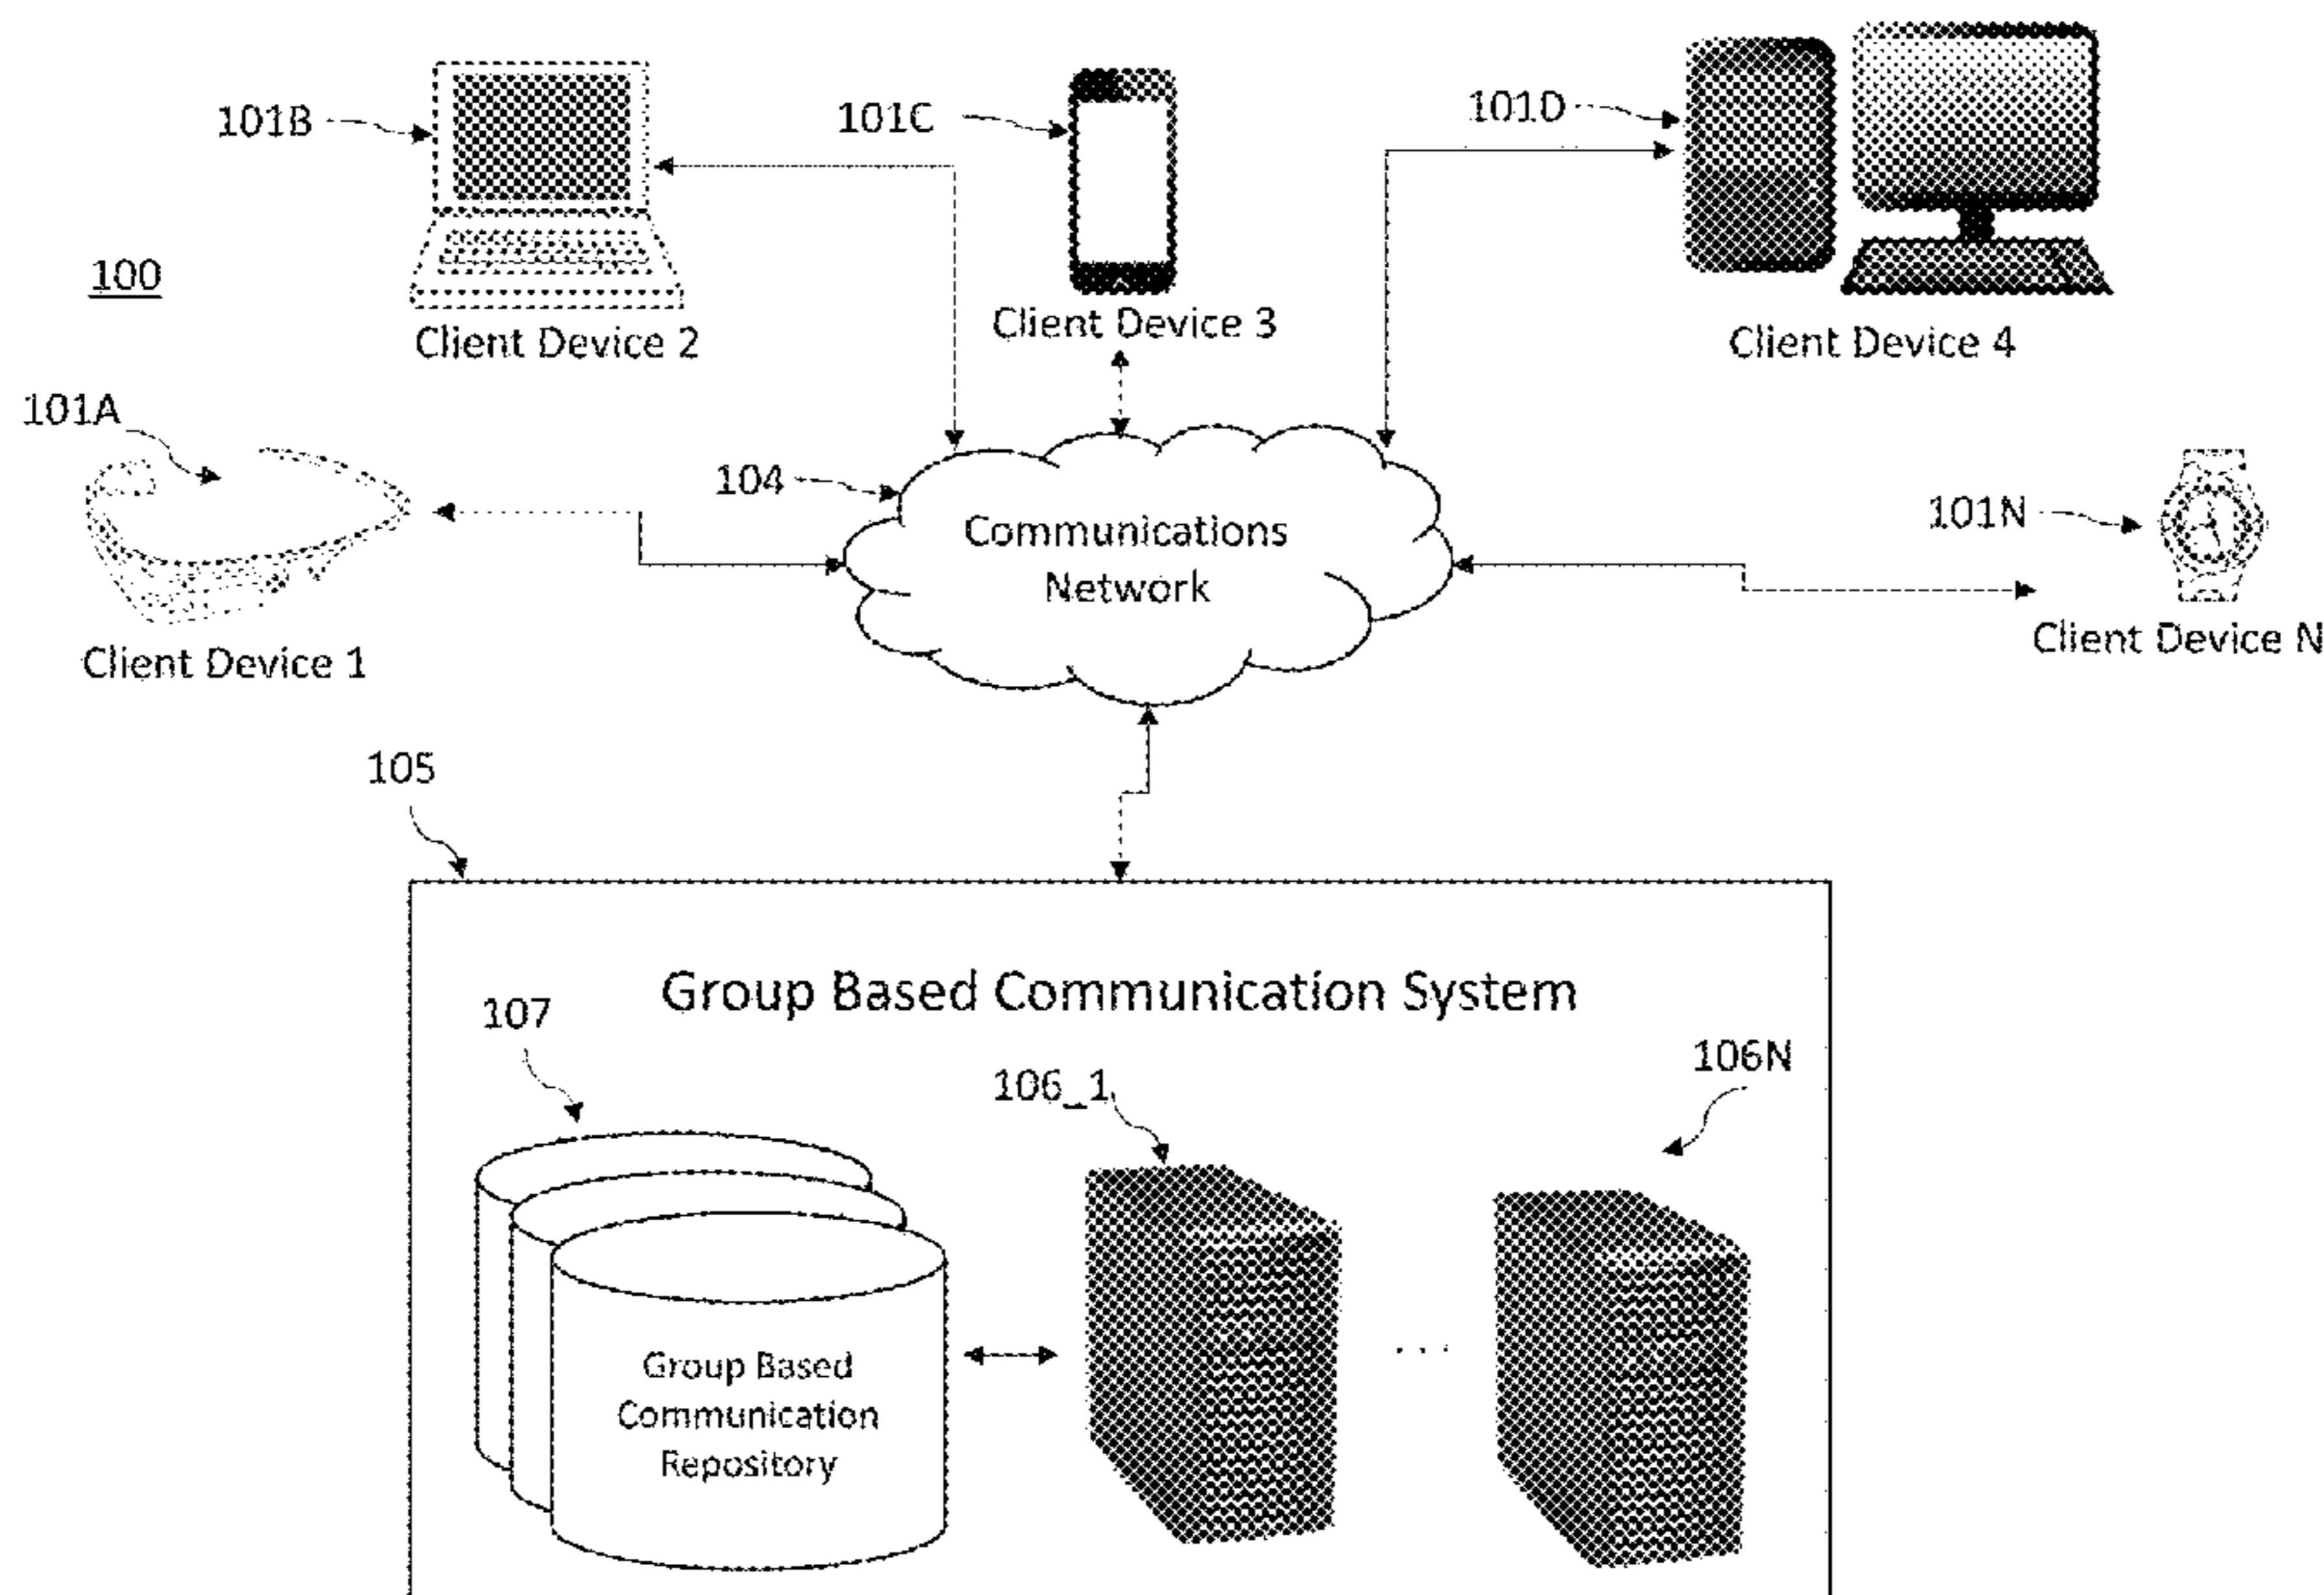 101B
101C
101D
100
Client Device 2
Client Device 3
Client Device 4
101A
104
Communications
Network
101N
Client Device 1
Client Device N
105
Group Based Communication System
107
106_1
106N
Group Based
Communication
Repository
. . .